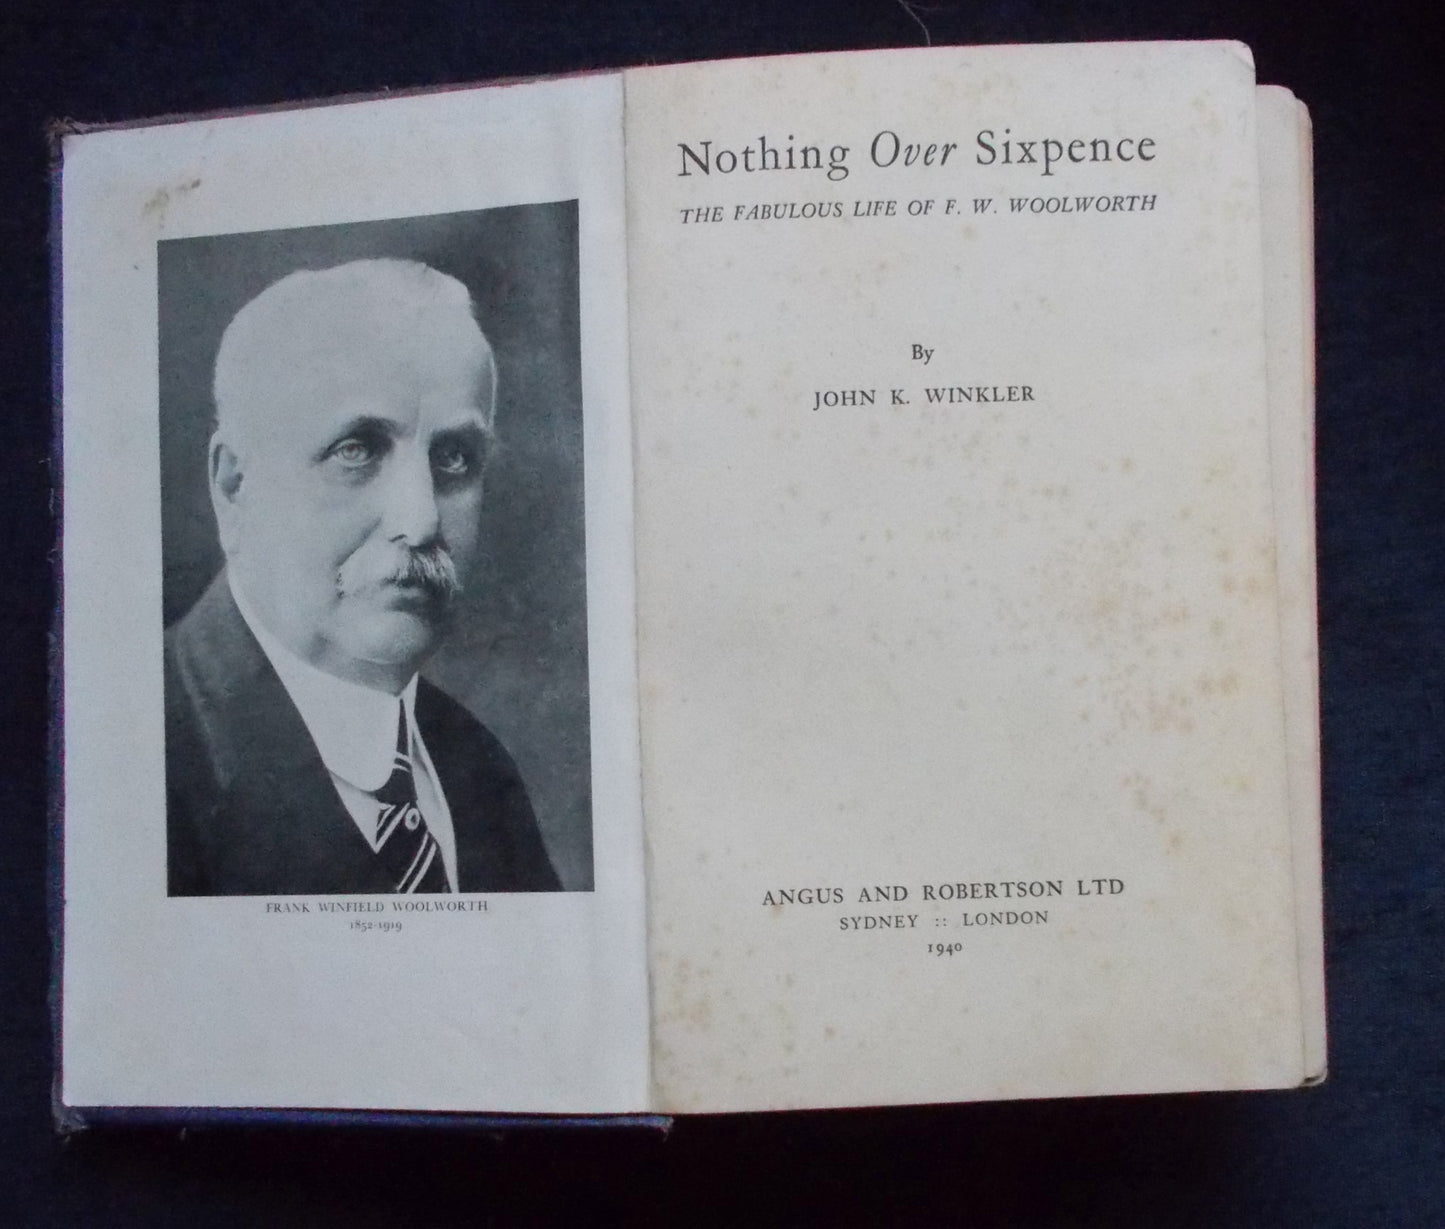 FRANK WINFIELD WOOLWORTH
1852-1919
Nothing Over Sixpence
THE FABULOUS LIFE OF F. W. WOOLWORTH
By
JOHN K. WINKLER
ANGUS AND ROBERTSON LTD
SYDNEY :: LONDON
1940